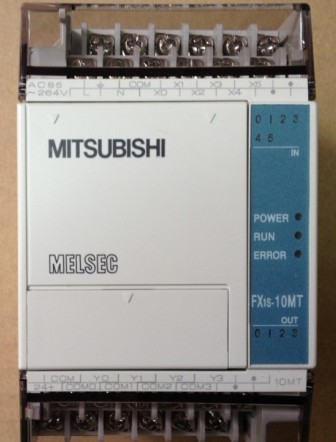 AC85 ⏚ COM X1 X3 X5 •
~264V L N X0 X2 X4 •
MITSUBISHI
MELSEC
0 1 2 3
4 5
IN
POWER
RUN
ERROR
FX1S-10MT
OUT
0 1 2 3
COM Y0 Y1 Y2 Y3 • 10MT
24+ COM0 COM1 COM2 COM3 •